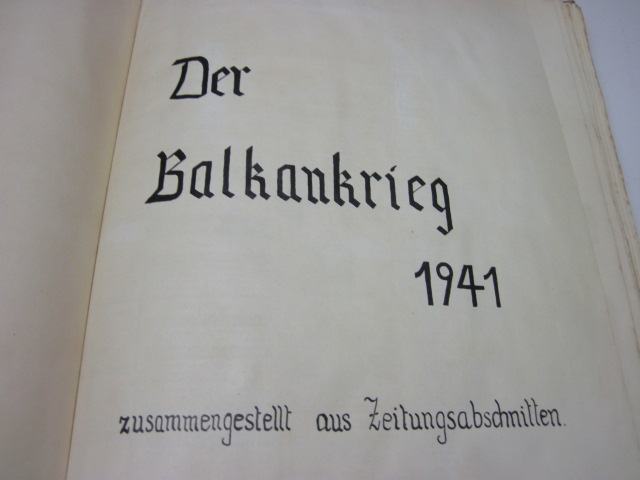 Der
Balkankrieg
1941
zusammengestellt aus Zeitungsabschnitten.